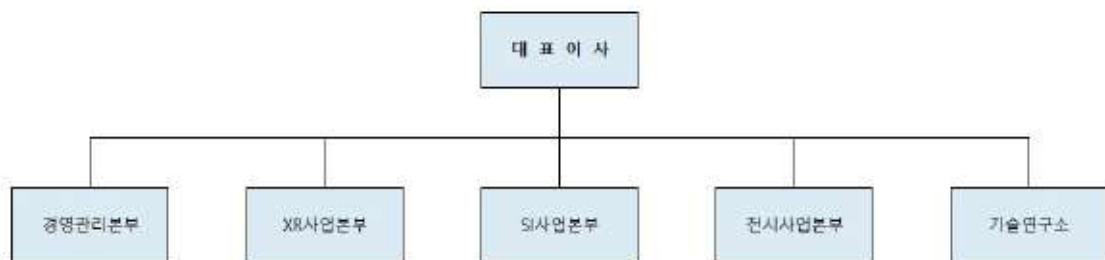 대 표 이 사
경영관리본부
XR사업본부
SI사업본부
전시사업본부
기술연구소